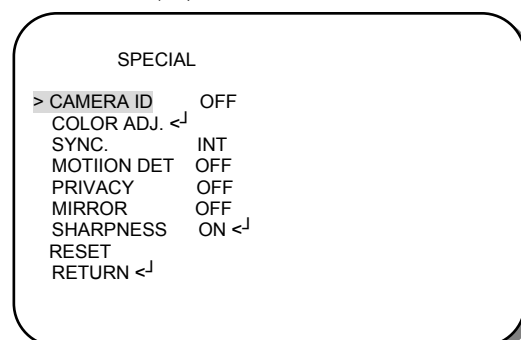 SPECIAL
> CAMERA ID OFF
COLOR ADJ. <┘
SYNC. INT
MOTIION DET OFF
PRIVACY OFF
MIRROR OFF
SHARPNESS ON <┘
RESET
RETURN <┘